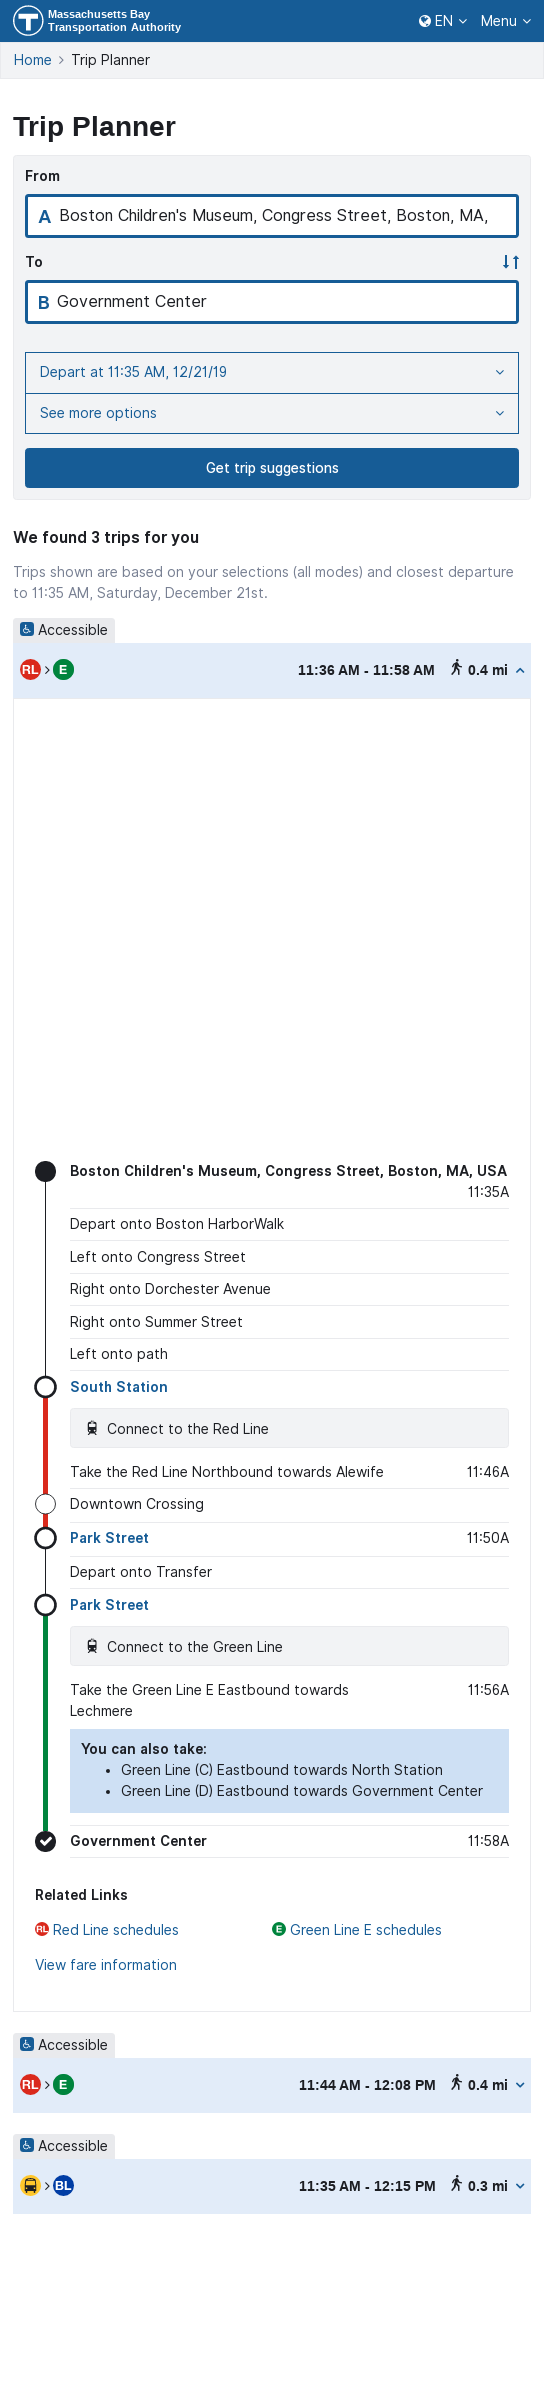 Massachusetts Bay
Transportation Authority
EN
Menu
Home
Trip Planner
Trip Planner
From
A Boston Children's Museum, Congress Street, Boston, MA,
To
B Government Center
Depart at 11:35 AM, 12/21/19
See more options
Get trip suggestions
We found 3 trips for you
Trips shown are based on your selections (all modes) and closest departure
to 11:35 AM, Saturday, December 21st.
Accessible
RL E 11:36 AM - 11:58 AM 0.4 mi
Boston Children's Museum, Congress Street, Boston, MA, USA
11:35A
Depart onto Boston HarborWalk
Left onto Congress Street
Right onto Dorchester Avenue
Right onto Summer Street
Left onto path
South Station
Connect to the Red Line
Take the Red Line Northbound towards Alewife 11:46A
Downtown Crossing
Park Street 11:50A
Depart onto Transfer
Park Street
Connect to the Green Line
Take the Green Line E Eastbound towards 11:56A
Lechmere
You can also take:
• Green Line (C) Eastbound towards North Station
• Green Line (D) Eastbound towards Government Center
Government Center 11:58A
Related Links
RL Red Line schedules
E Green Line E schedules
View fare information
Accessible
RL E 11:44 AM - 12:08 PM 0.4 mi
Accessible
BL 11:35 AM - 12:15 PM 0.3 mi